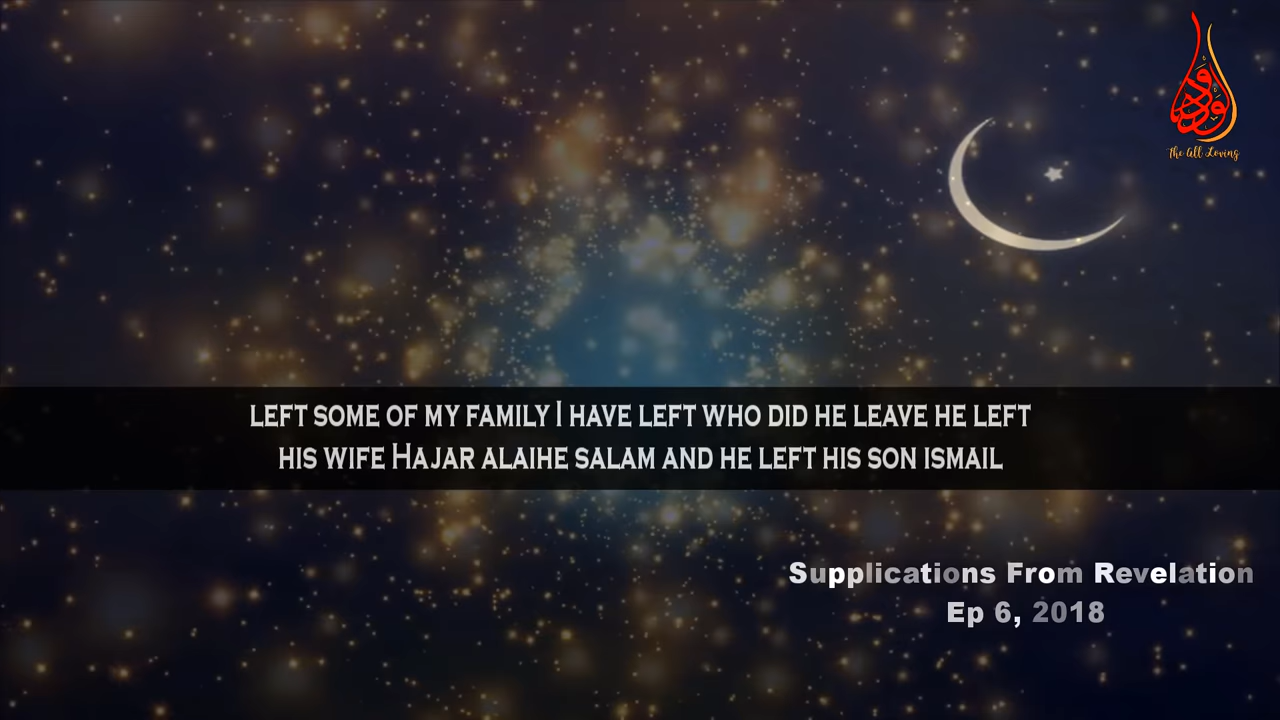 الودود
The All Loving
LEFT SOME OF MY FAMILY I HAVE LEFT WHO DID HE LEAVE HE LEFT
HIS WIFE HAJAR ALAIHE SALAM AND HE LEFT HIS SON ISMAIL
Supplications From Revelation
Ep 6, 2018